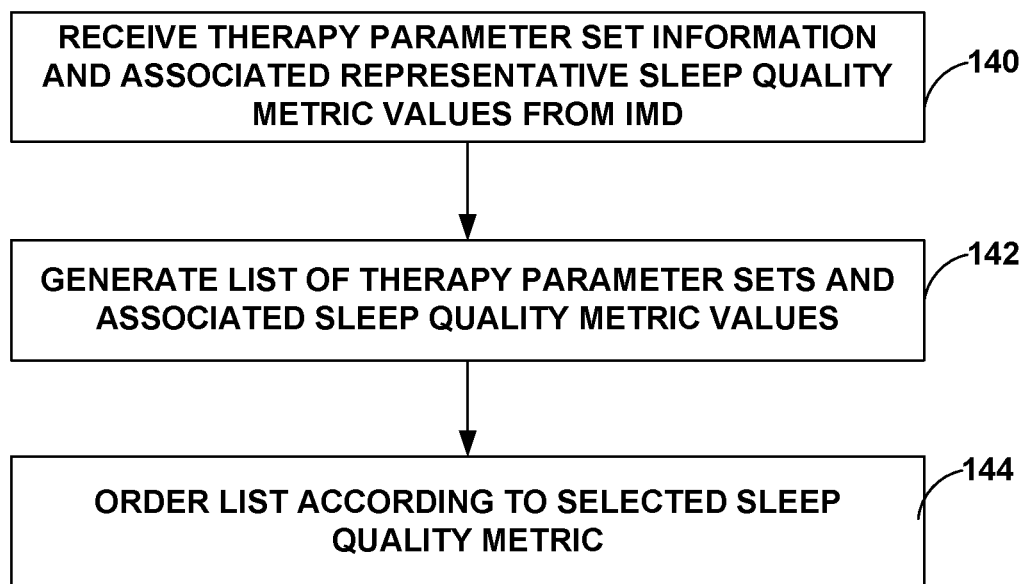 RECEIVE THERAPY PARAMETER SET INFORMATION
AND ASSOCIATED REPRESENTATIVE SLEEP QUALITY
METRIC VALUES FROM IMD
140
GENERATE LIST OF THERAPY PARAMETER SETS AND
ASSOCIATED SLEEP QUALITY METRIC VALUES
142
ORDER LIST ACCORDING TO SELECTED SLEEP
QUALITY METRIC
144